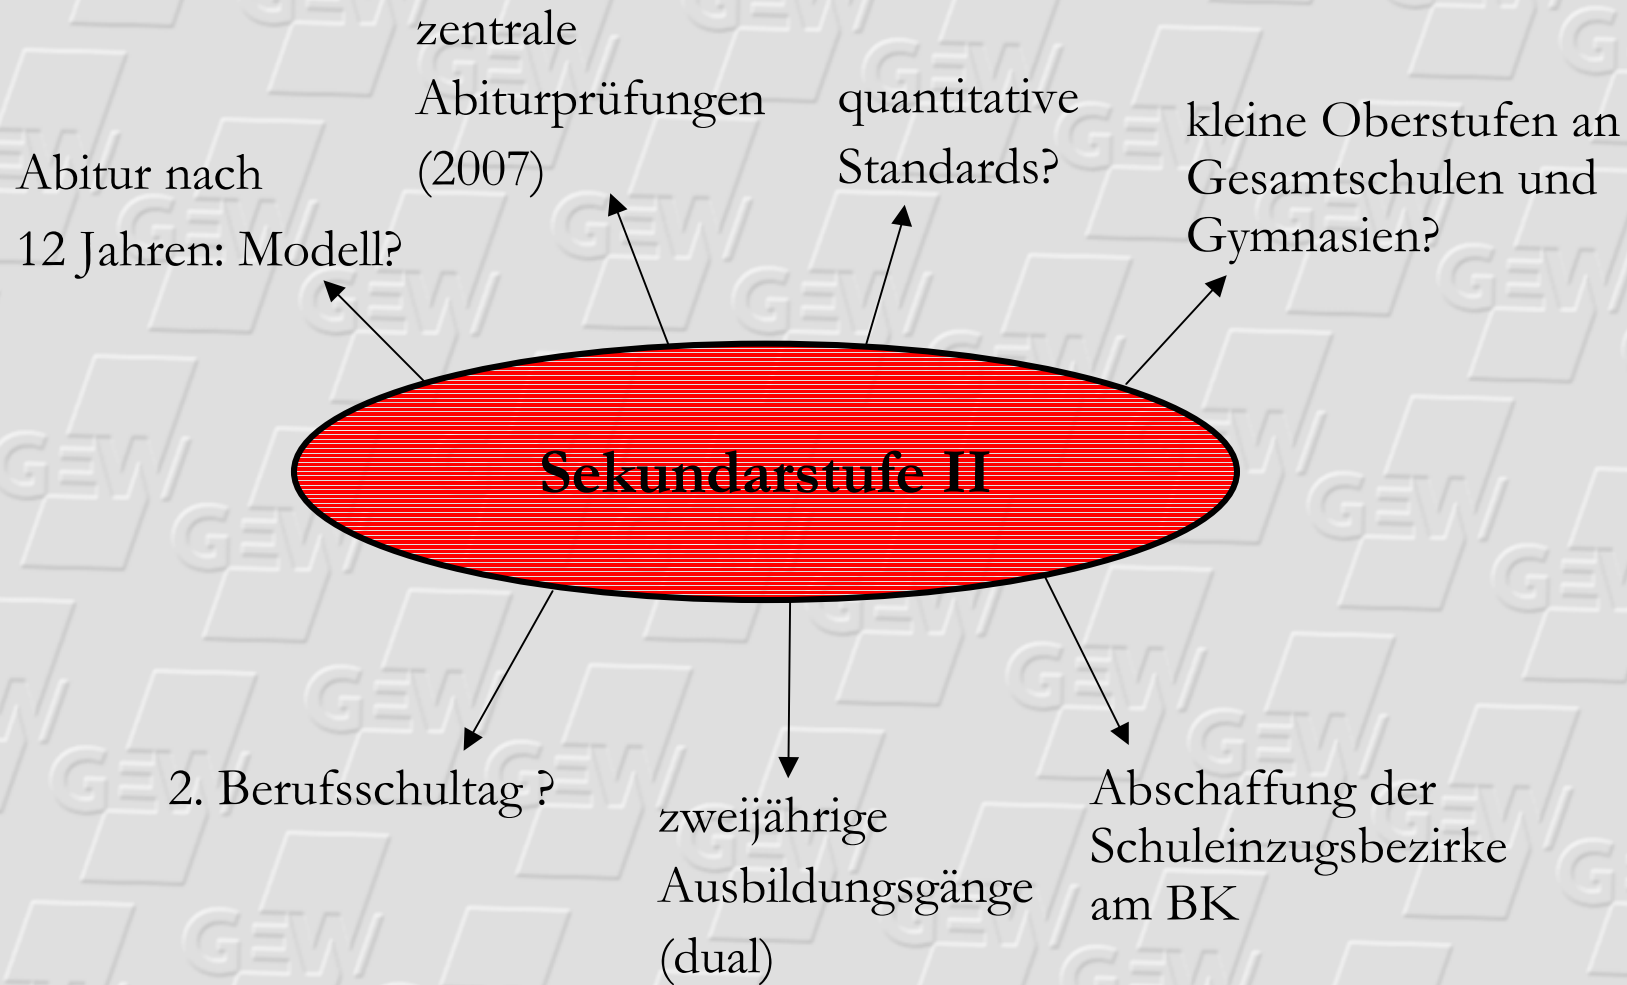 zentrale
Abiturprüfungen
(2007)
quantitative
Standards?
kleine Oberstufen an
Gesamtschulen und
Gymnasien?
Abitur nach
12 Jahren: Modell?
Sekundarstufe II
2. Berufsschultag ?
zweijährige
Ausbildungsgänge
(dual)
Abschaffung der
Schuleinzugsbezirke
am BK
GEW